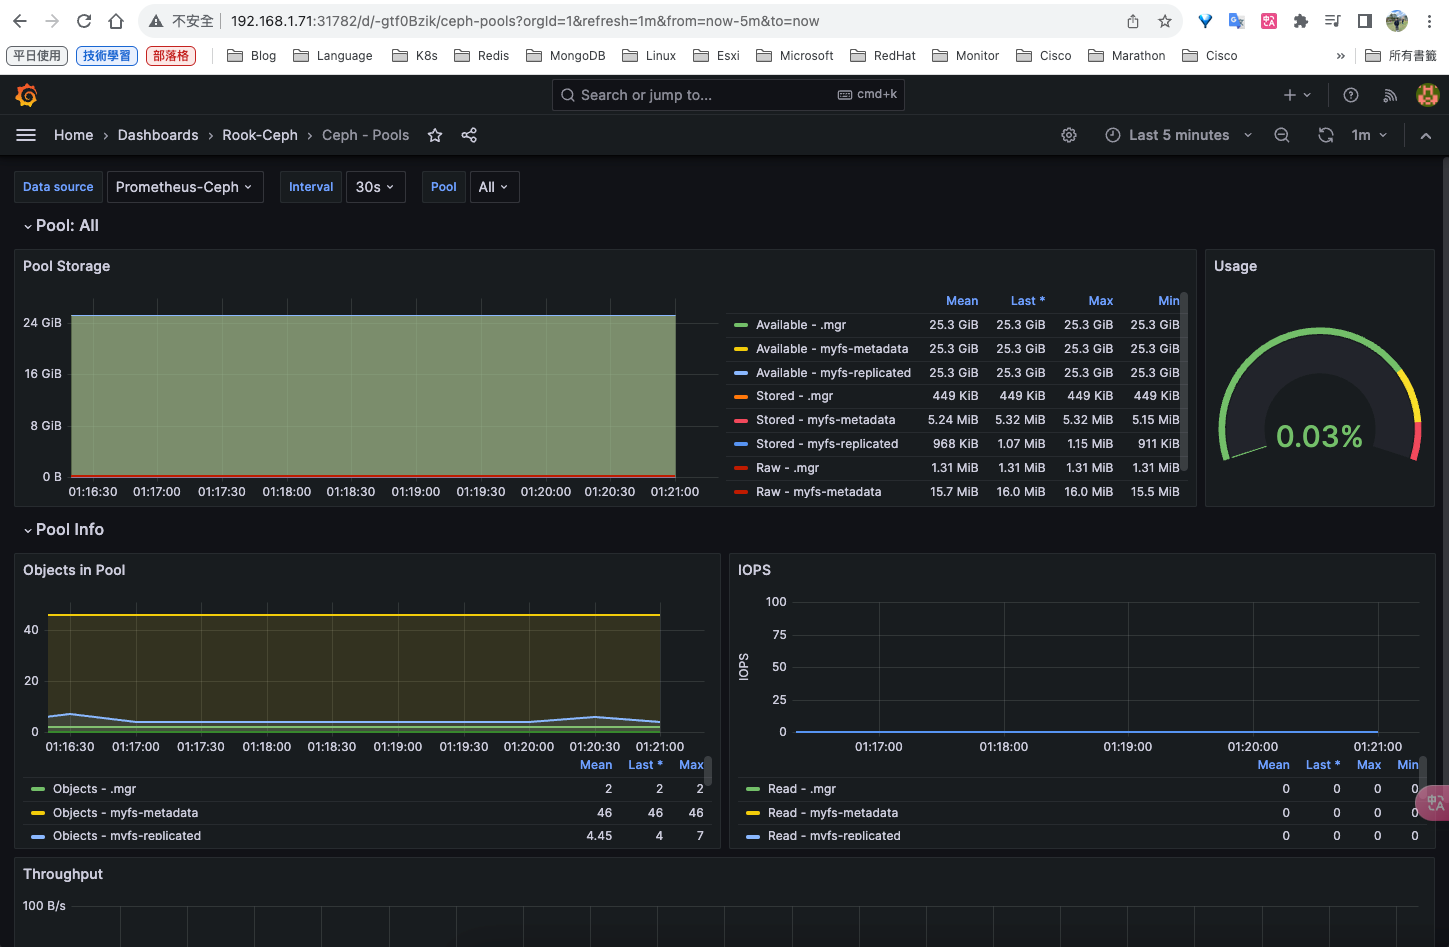 不安全 192.168.1.71:31782/d/-gtf0Bzik/ceph-pools?orgId=1&refresh=1m&from=now-5m&to=now
平日使用 技術學習 部落格 Blog Language K8s Redis MongoDB Linux Esxi Microsoft RedHat Monitor Cisco Marathon Cisco » 所有書籤
Search or jump to... cmd+k
Home › Dashboards › Rook-Ceph › Ceph - Pools Last 5 minutes 1m
Data source Prometheus-Ceph Interval 30s Pool All
Pool: All
Pool Storage
24 GiB
16 GiB
8 GiB
0 B
01:16:30 01:17:00 01:17:30 01:18:00 01:18:30 01:19:00 01:19:30 01:20:00 01:20:30 01:21:00
Mean Last * Max Min
Available - .mgr 25.3 GiB 25.3 GiB 25.3 GiB 25.3 GiB
Available - myfs-metadata 25.3 GiB 25.3 GiB 25.3 GiB 25.3 GiB
Available - myfs-replicated 25.3 GiB 25.3 GiB 25.3 GiB 25.3 GiB
Stored - .mgr 449 KiB 449 KiB 449 KiB 449 KiB
Stored - myfs-metadata 5.24 MiB 5.32 MiB 5.32 MiB 5.15 MiB
Stored - myfs-replicated 968 KiB 1.07 MiB 1.15 MiB 911 KiB
Raw - .mgr 1.31 MiB 1.31 MiB 1.31 MiB 1.31 MiB
Raw - myfs-metadata 15.7 MiB 16.0 MiB 16.0 MiB 15.5 MiB
Usage
0.03%
Pool Info
Objects in Pool
40
20
0
01:16:30 01:17:00 01:17:30 01:18:00 01:18:30 01:19:00 01:19:30 01:20:00 01:20:30 01:21:00
Mean Last * Max
Objects - .mgr 2 2 2
Objects - myfs-metadata 46 46 46
Objects - myfs-replicated 4.45 4 7
IOPS
IOPS
100
75
50
25
0
01:17:00 01:18:00 01:19:00 01:20:00 01:21:00
Mean Last * Max Min
Read - .mgr 0 0 0 0
Read - myfs-metadata 0 0 0 0
Read - myfs-replicated 0 0 0 0
Throughput
100 B/s